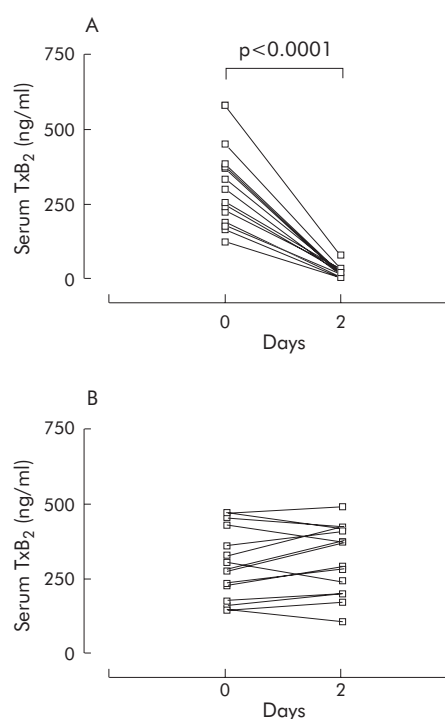 A
p<0.0001
750
500
250
0
Serum TxB₂ (ng/ml)
0 2
Days
B
750
500
250
0
Serum TxB₂ (ng/ml)
0 2
Days